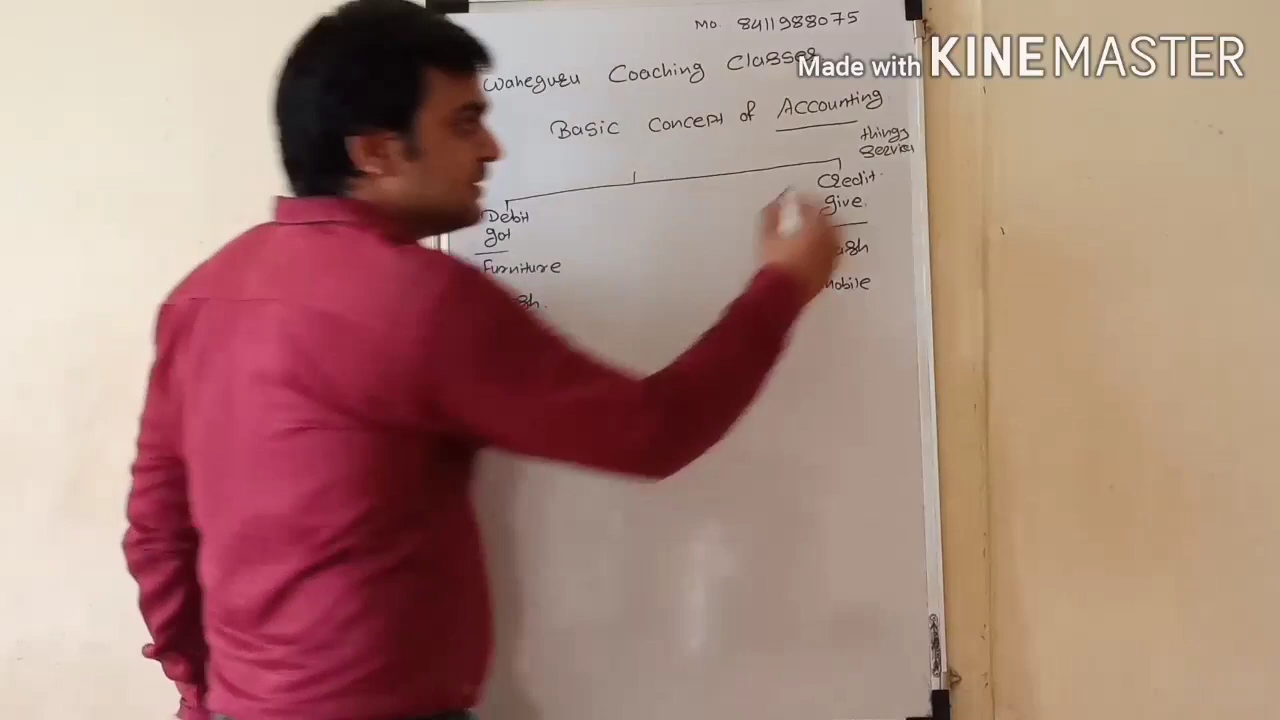 Mo. 8411988075
Made with KINEMASTER
Waheguru Coaching Classes
Basic Concept of Accounting
things
Services
Credit
give.
Debit
got
Furniture
mobile